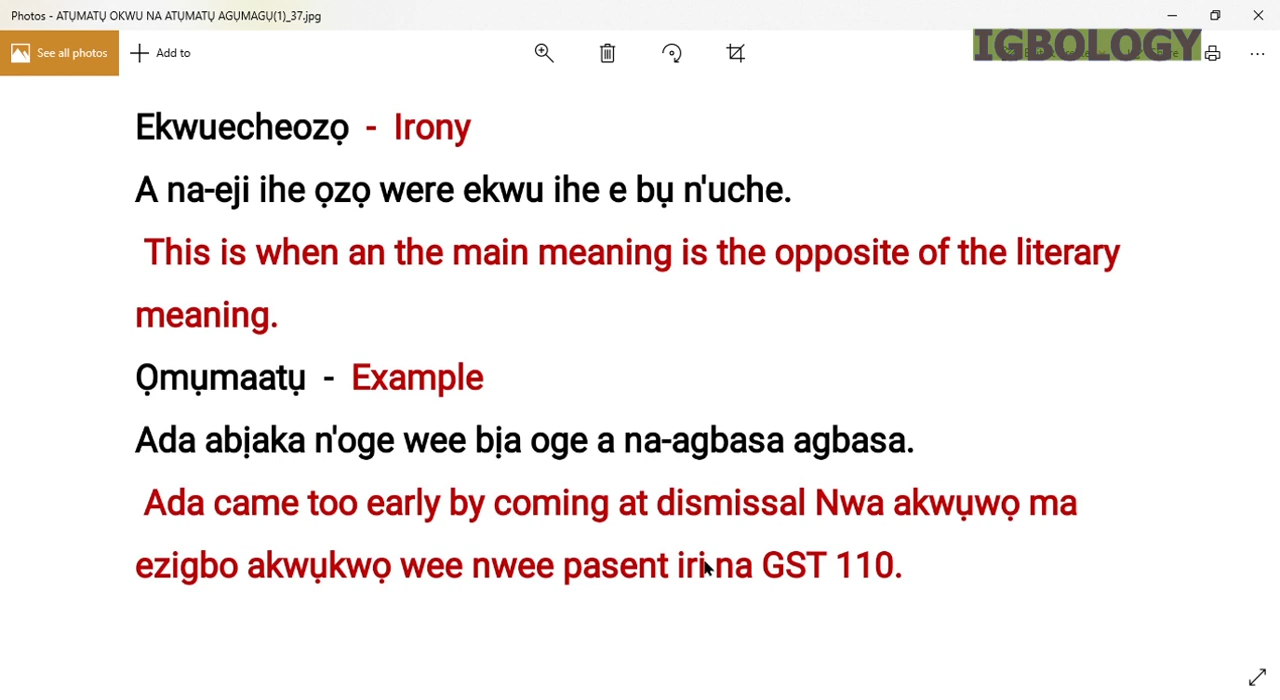 Photos - ATỤMATỤ OKWU NA ATỤMATỤ AGỤMAGỤ(1)_37.jpg
See all photos
Add to
IGBOLOGY
Ekwuecheozọ - Irony
A na-eji ihe ọzọ were ekwu ihe e bụ n'uche.
This is when an the main meaning is the opposite of the literary
meaning.
Ọmụmaatụ - Example
Ada abịaka n'oge wee bịa oge a na-agbasa agbasa.
Ada came too early by coming at dismissal Nwa akwụwọ ma
ezigbo akwụkwọ wee nwee pasent iri na GST 110.